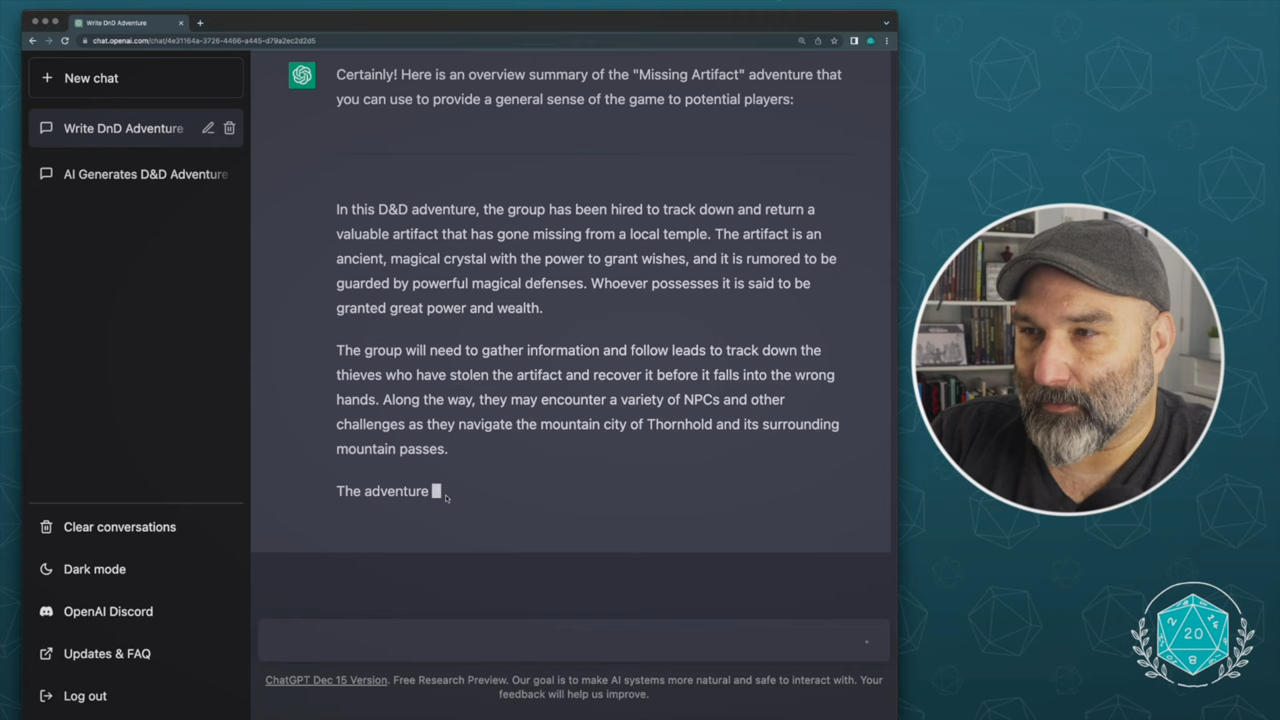 Write DnD Adventure
chat.openai.com/chat/4e31164a-3726-4466-a445-d79a2ec2d2d5
New chat
Write DnD Adventure
AI Generates D&D Adventure
Certainly! Here is an overview summary of the "Missing Artifact" adventure that
you can use to provide a general sense of the game to potential players:
In this D&D adventure, the group has been hired to track down and return a
valuable artifact that has gone missing from a local temple. The artifact is an
ancient, magical crystal with the power to grant wishes, and it is rumored to be
guarded by powerful magical defenses. Whoever possesses it is said to be
granted great power and wealth.
The group will need to gather information and follow leads to track down the
thieves who have stolen the artifact and recover it before it falls into the wrong
hands. Along the way, they may encounter a variety of NPCs and other
challenges as they navigate the mountain city of Thornhold and its surrounding
mountain passes.
The adventure
Clear conversations
Dark mode
OpenAI Discord
Updates & FAQ
Log out
ChatGPT Dec 15 Version. Free Research Preview. Our goal is to make AI systems more natural and safe to interact with. Your
feedback will help us improve.
2
14
20
8